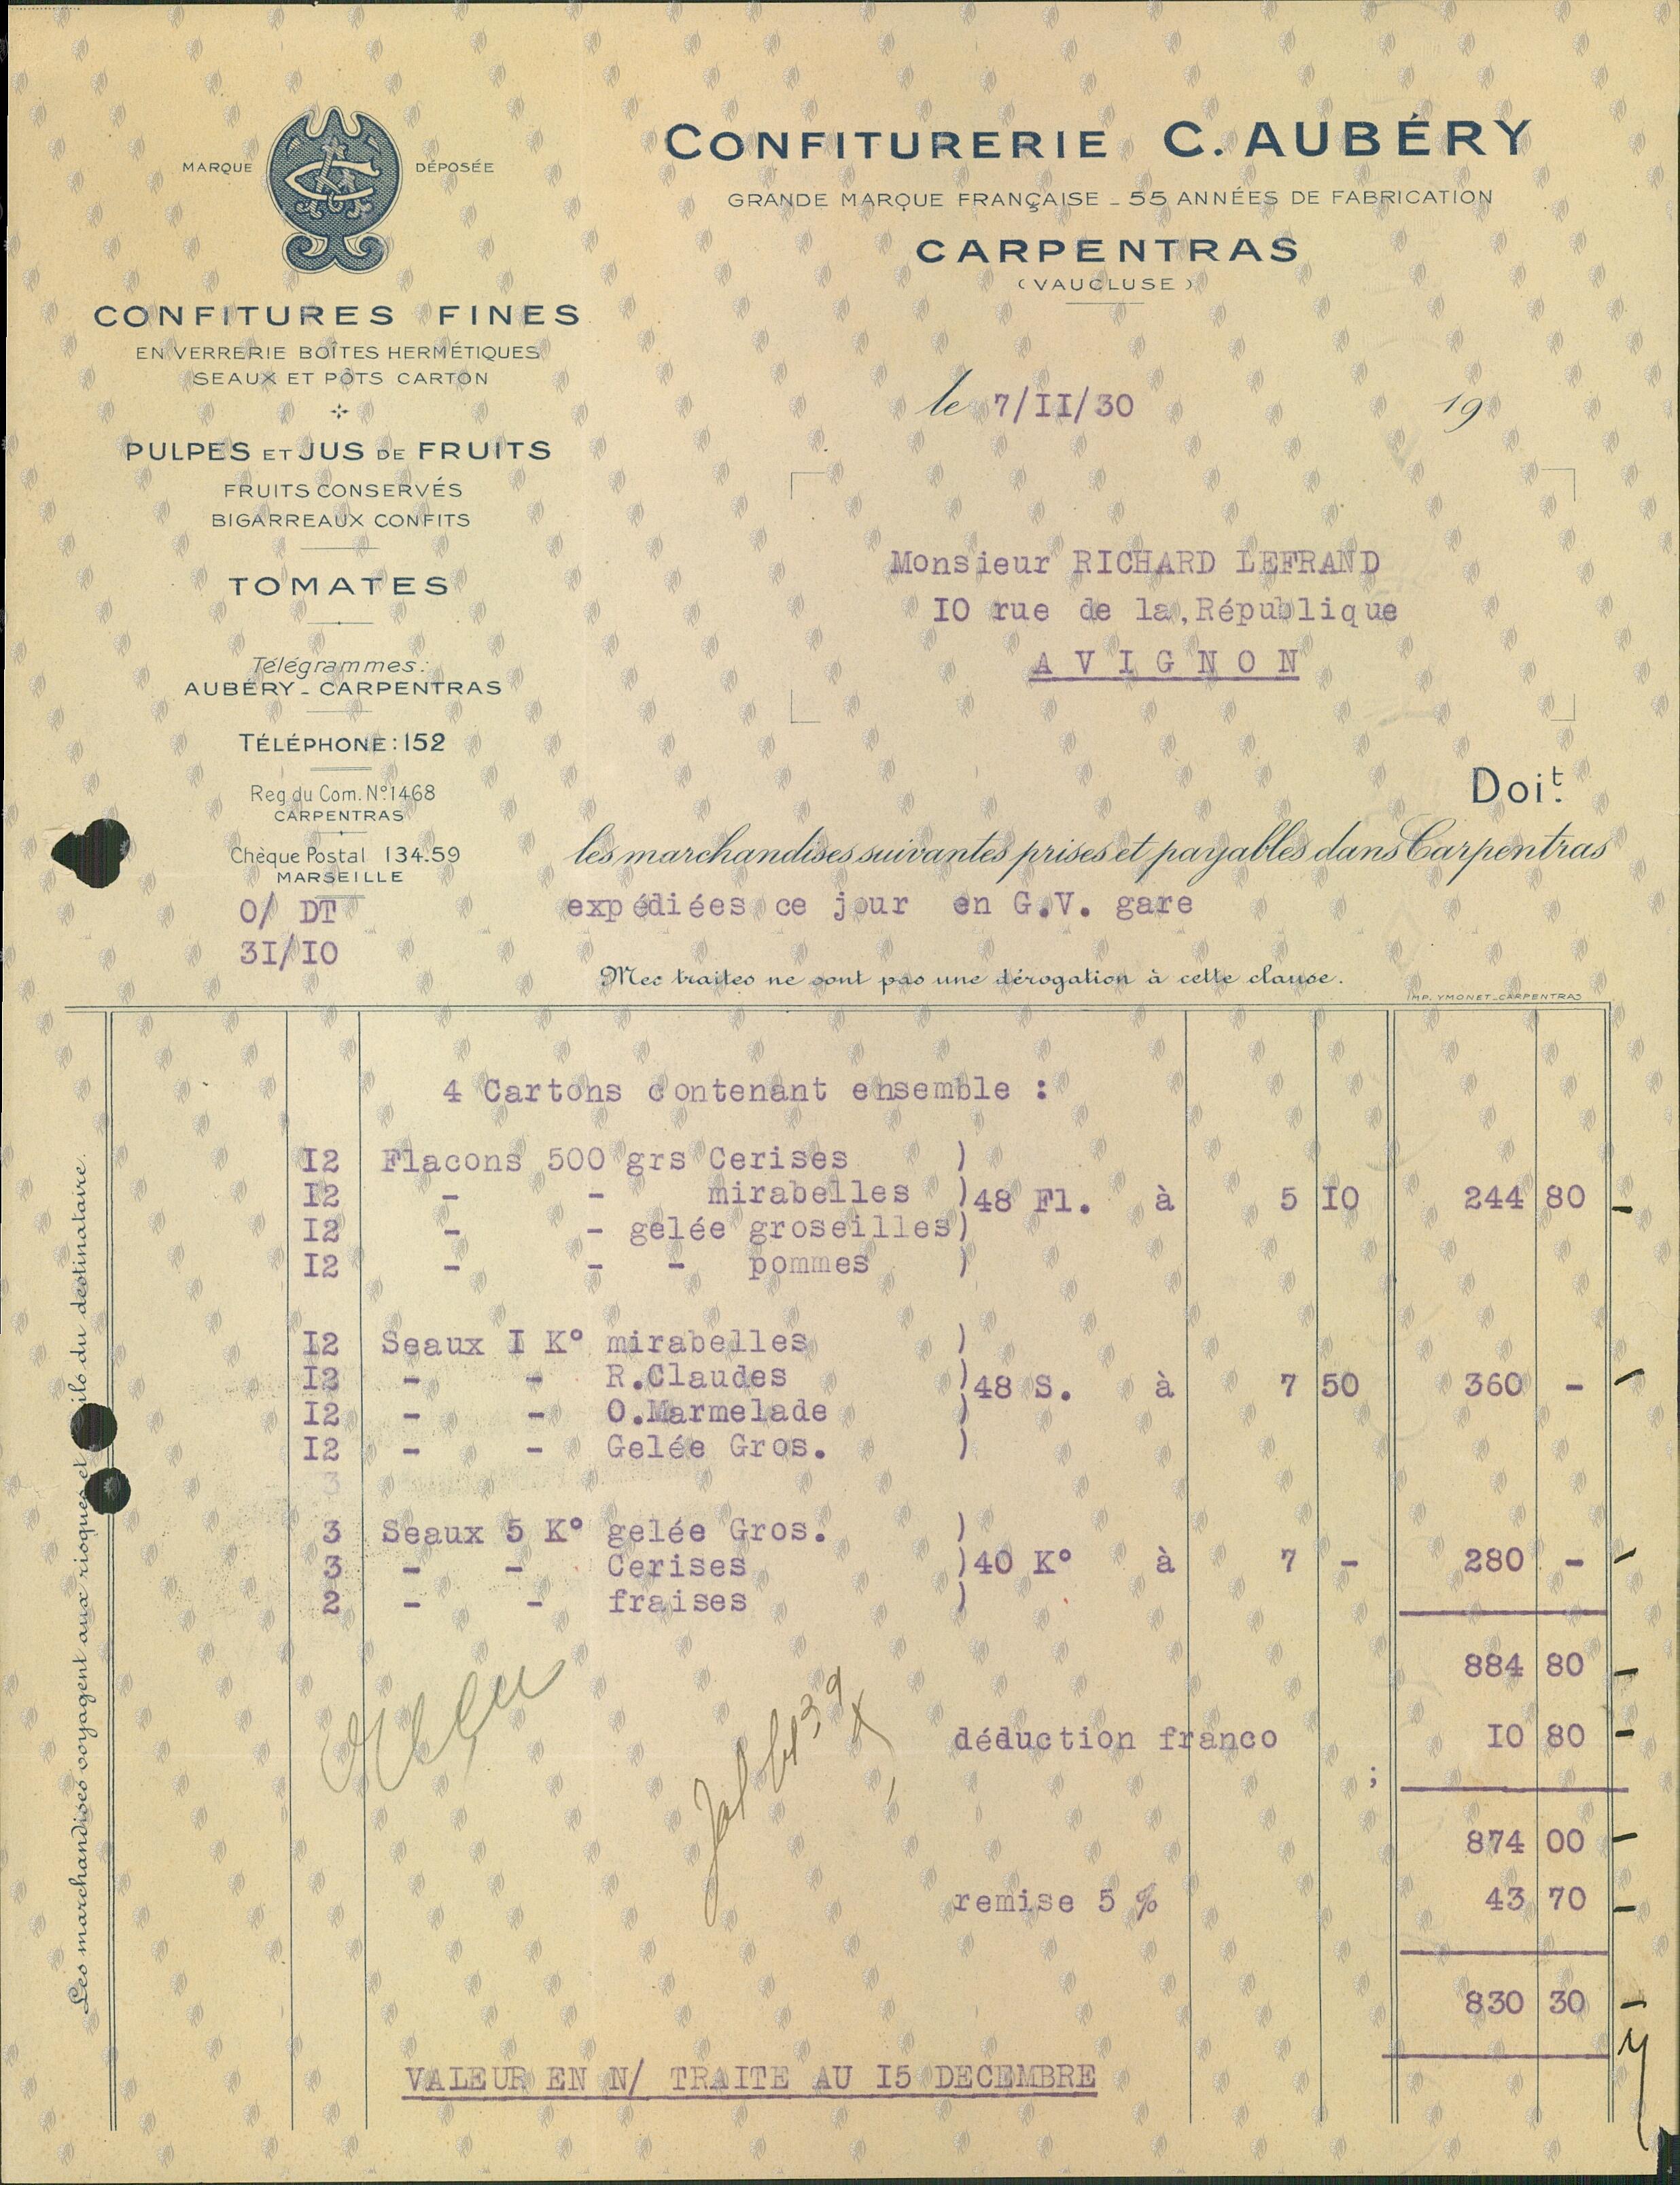 MARQUE DÉPOSÉE
CONFITURERIE C. AUBÉRY
GRANDE MARQUE FRANÇAISE _ 55 ANNÉES DE FABRICATION
CARPENTRAS
(VAUCLUSE)
CONFITURES FINES
EN VERRERIE BOÎTES HERMÉTIQUES
SEAUX ET PÔTS CARTON
PULPES ET JUS DE FRUITS
FRUITS CONSERVÉS
BIGARREAUX CONFITS
TOMATES
Télégrammes:
AUBÉRY _ CARPENTRAS
TÉLÉPHONE: 152
Reg du Com. Nº 1468
CARPENTRAS
Chèque Postal 134.59
MARSEILLE
O/ DT
3I/IO
le 7/II/30 19
Monsieur RICHARD LEFRAND
IO rue de la,République
A V I G N O N
Doit.
les marchandises suivantes prises et payables dans Carpentras
expédiées ce jour en G.V. gare
Mes traites ne sont pas une dérogation à cette clause.
IMP. YMONET_CARPENTRAS
4 Cartons contenant ensemble :
I2 Flacons 500 grs Cerises )
I2 - - mirabelles )48 Fl. à 5 IO 244 80
I2 - - gelée groseilles)
I2 - - - pommes )
I2 Seaux I K° mirabelles )
I2 - - R.Claudes )48 S. à 7 50 360 -
I2 - - O.Marmelade )
I2 - - Gelée Gros. )
3
3 Seaux 5 K° gelée Gros. )
3 - - Cerises )40 K° à 7 - 280 -
2 - - fraises )
884 80
déduction franco IO 80
;
874 00
remise 5 % 43 70
830 30
VALEUR EN N/ TRAITE AU I5 DECEMBRE
Les marchandises voyagent aux risques et du destinataire.